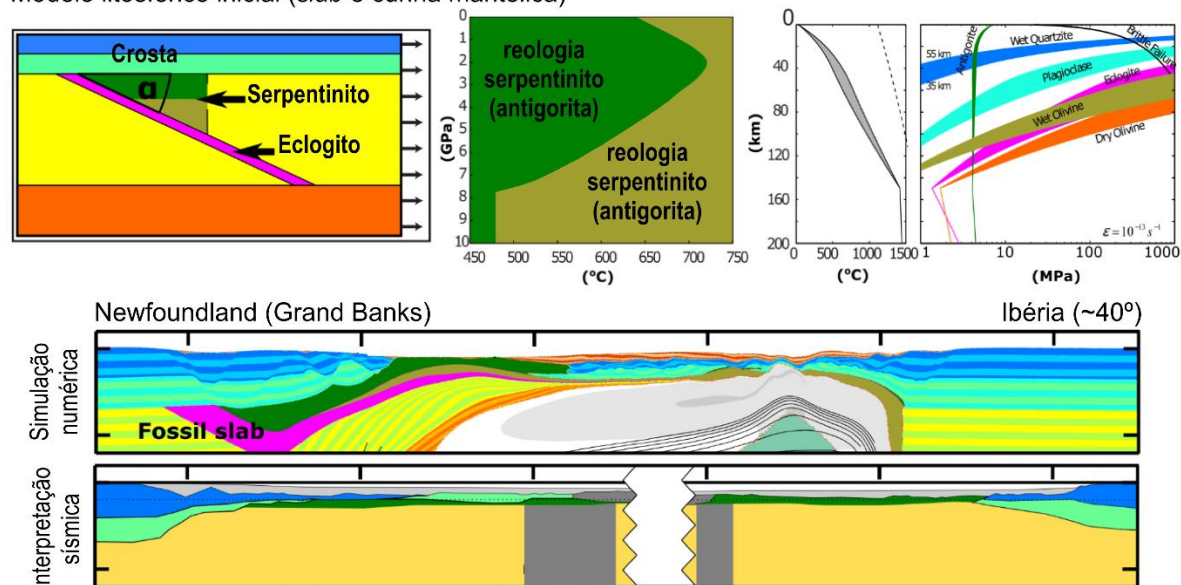 Modelo litosférico inicial (slab e cunha mantélica)
Crosta
α
Serpentinito
Eclogito
0
1
2
3
4
5
6
7
8
9
10
(GPa)
reologia
serpentinito
(antigorita)
reologia
serpentinito
(antigorita)
450 500 550 600 650 700 750
(°C)
0
40
80
120
160
200
(km)
0 500 1000 1500
(°C)
55 km
35 km
Antigorite
Wet Quartzite
Plagioclase
Brittle Failure
Eclogite
Wet Olivine
Dry Olivine
ε=10⁻¹³ s⁻¹
1 10 100 1000
(MPa)
Newfoundland (Grand Banks) Ibéria (~40º)
Simulação
numérica
Fossil slab
Interpretação
sísmica